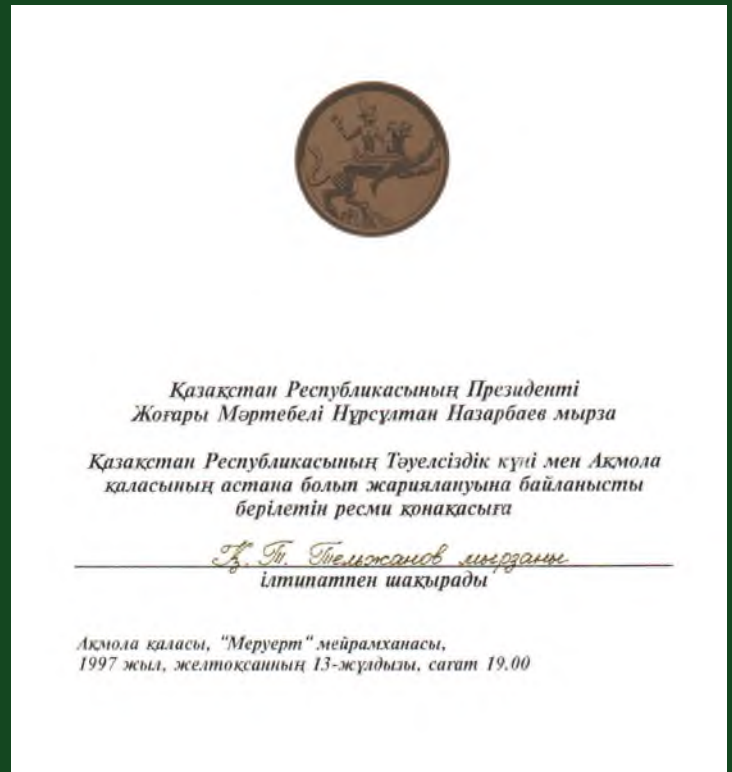 Қазақстан Республикасының Президенті
Жоғары Мәртебелі Нұрсұлтан Назарбаев мырза
Қазақстан Республикасының Тәуелсіздік күні мен Ақмола
қаласының астана болып жариялануына байланысты
берілетін ресми қонақасыға
Қ. Т. Тельжанов мырзаны
ілтипатпен шақырады
Ақмола қаласы, "Меруерт" мейрамханасы,
1997 жыл, желтоқсанның 13-жұлдызы, сағат 19.00